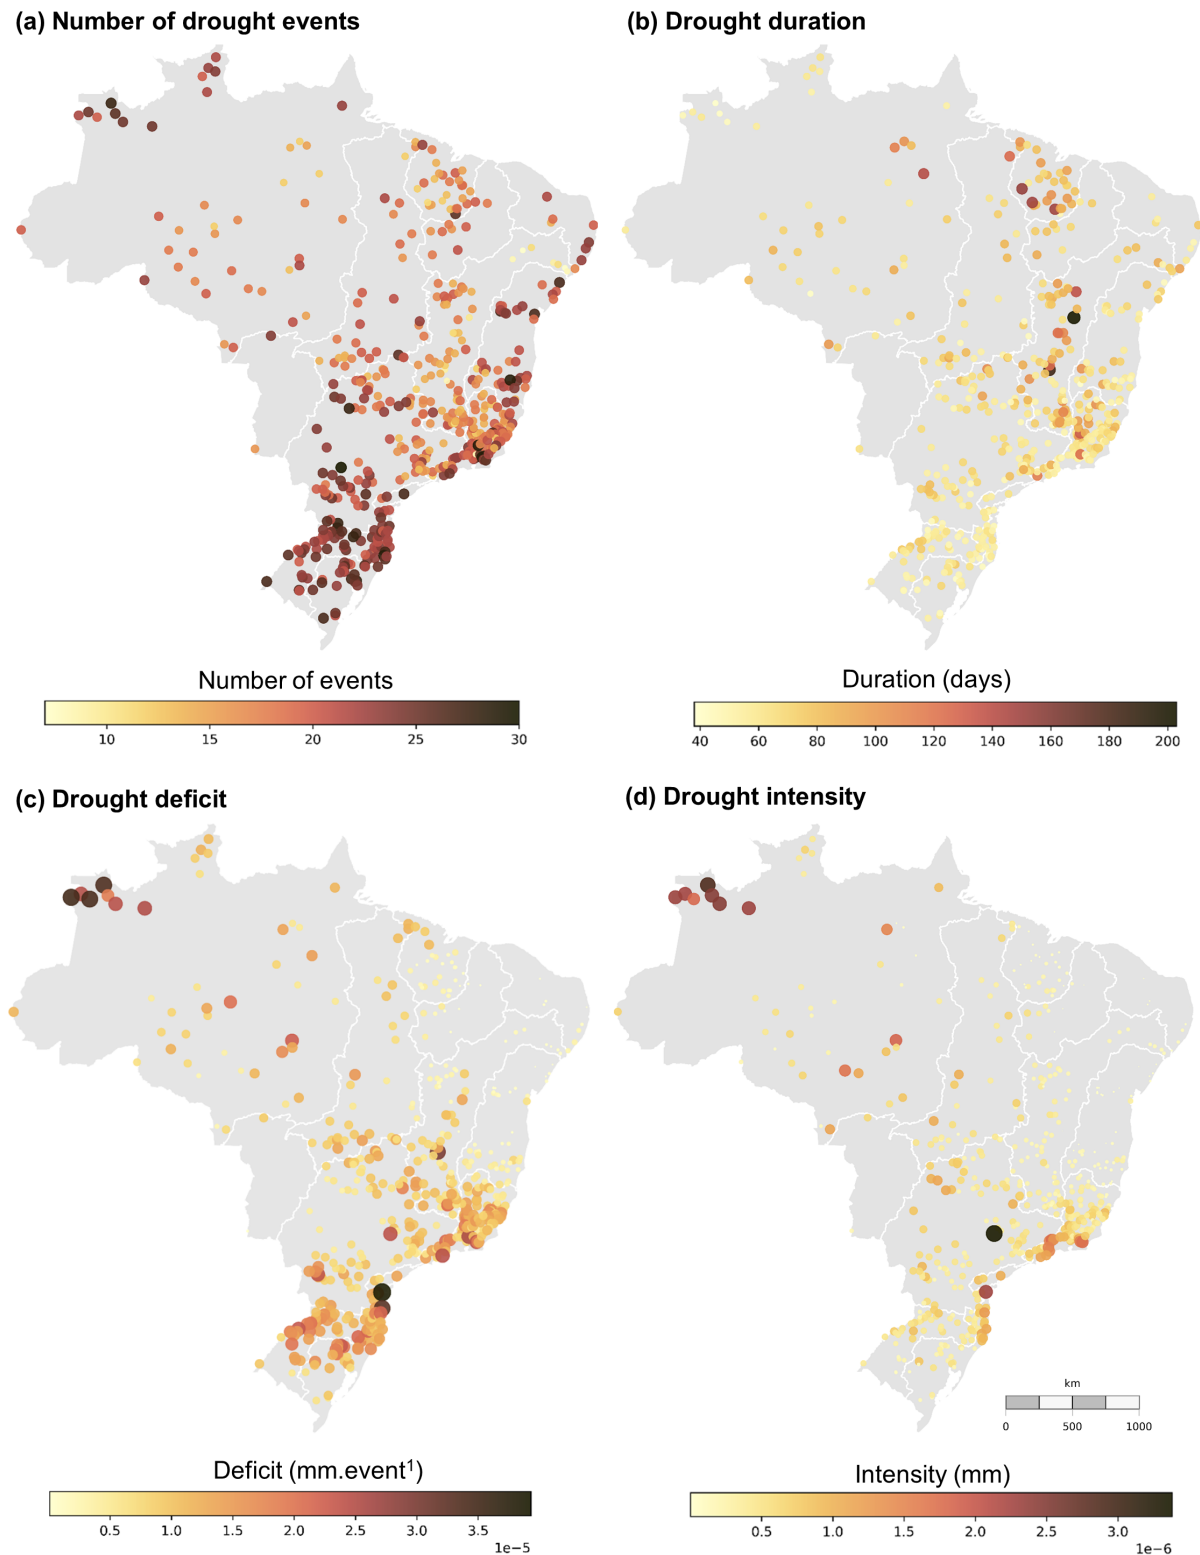 (a) Number of drought events
(b) Drought duration
Number of events
10 15 20 25 30
Duration (days)
40 60 80 100 120 140 160 180 200
(c) Drought deficit
(d) Drought intensity
km
0 500 1000
Deficit (mm.event¹)
0.5 1.0 1.5 2.0 2.5 3.0 3.5
1e−5
Intensity (mm)
0.5 1.0 1.5 2.0 2.5 3.0
1e−6